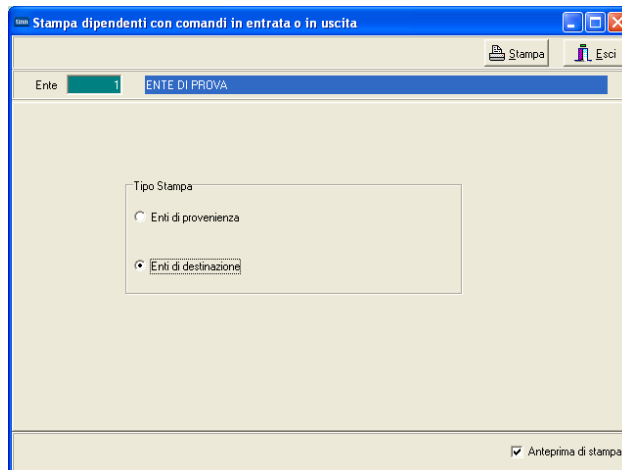 tinn Stampa dipendenti con comandi in entrata o in uscita
Stampa Esci
Ente 1 ENTE DI PROVA
Tipo Stampa
Enti di provenienza
Enti di destinazione
Anteprima di stampa